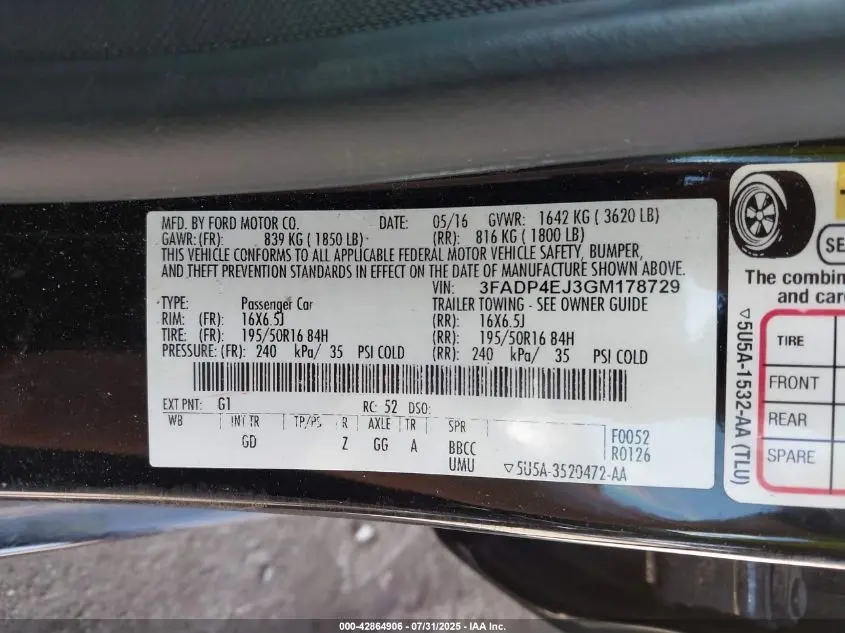 MFD. BY FORD MOTOR CO. DATE: 05/16 GVWR: 1642 KG ( 3620 LB)
GAWR:(FR): 839 KG ( 1850 LB)- (RR): 816 KG ( 1800 LB)
THIS VEHICLE CONFORMS TO ALL APPLICABLE FEDERAL MOTOR VEHICLE SAFETY, BUMPER,
AND THEFT PREVENTION STANDARDS IN EFFECT ON THE DATE OF MANUFACTURE SHOWN ABOVE.
VIN: 3FADP4EJ3GM178729
TYPE: Passenger Car TRAILER TOWING - SEE OWNER GUIDE
RIM: (FR): 16X6.5J (RR): 16X6.5J
TIRE: (FR): 195/50R16 84H (RR): 195/50R16 84H
PRESSURE: (FR): 240 kPa/ 35 PSI COLD (RR): 240 kPa/ 35 PSI COLD
EXT PNT: G1 RC: 52 DSO:
WB INT TR TP/PS R AXLE TR SPR
GD Z GG A BBCC
UMU
F0052
R0126
▽5U5A-3520472-AA
SE
The combin
and car
TIRE
FRONT
REAR
SPARE
▽5U5A-1532-AA (TLU)
000-42864906 - 07/31/2025 - IAA Inc.